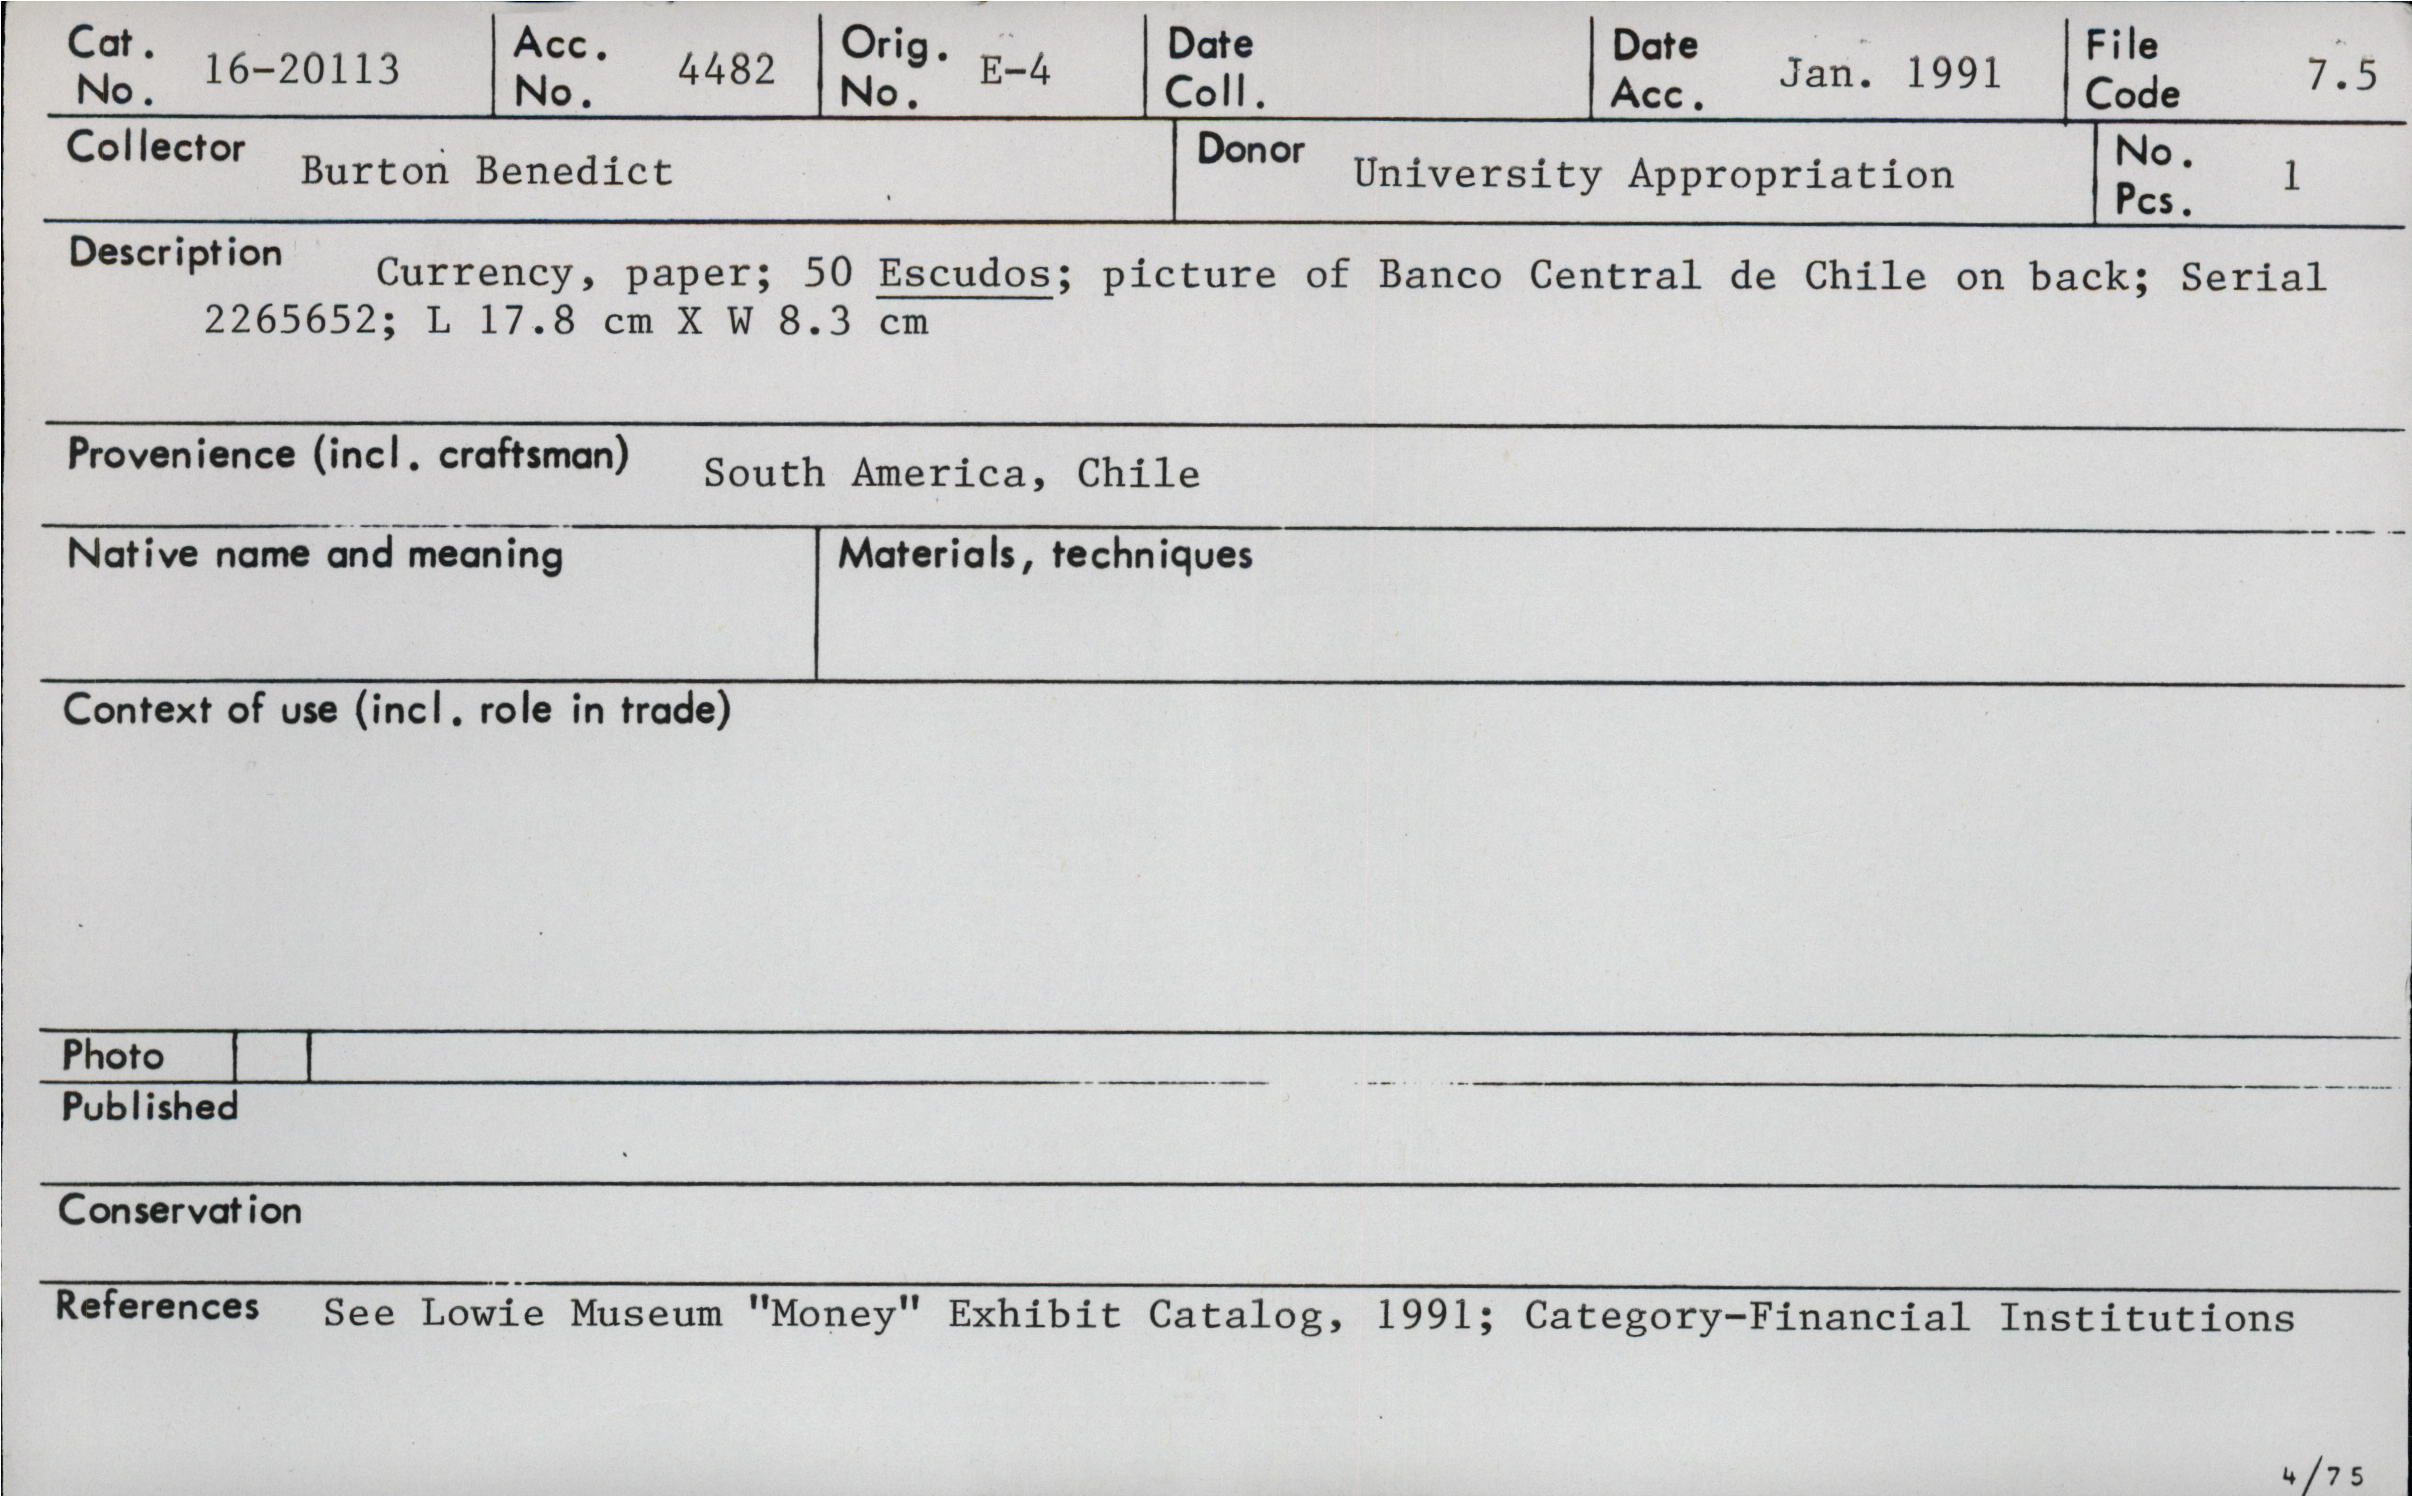 Cat. No. 16-20113 Acc. No. 4482 Orig. No. E-4 Date Coll. Date Acc. Jan. 1991 File Code 7.5
Collector Burton Benedict Donor University Appropriation No. Pcs. 1
Description Currency, paper; 50 Escudos; picture of Banco Central de Chile on back; Serial
2265652; L 17.8 cm X W 8.3 cm
Provenience (incl. craftsman) South America, Chile
Native name and meaning Materials, techniques
Context of use (incl. role in trade)
Photo
Published
Conservation
References See Lowie Museum "Money" Exhibit Catalog, 1991; Category-Financial Institutions
4/75